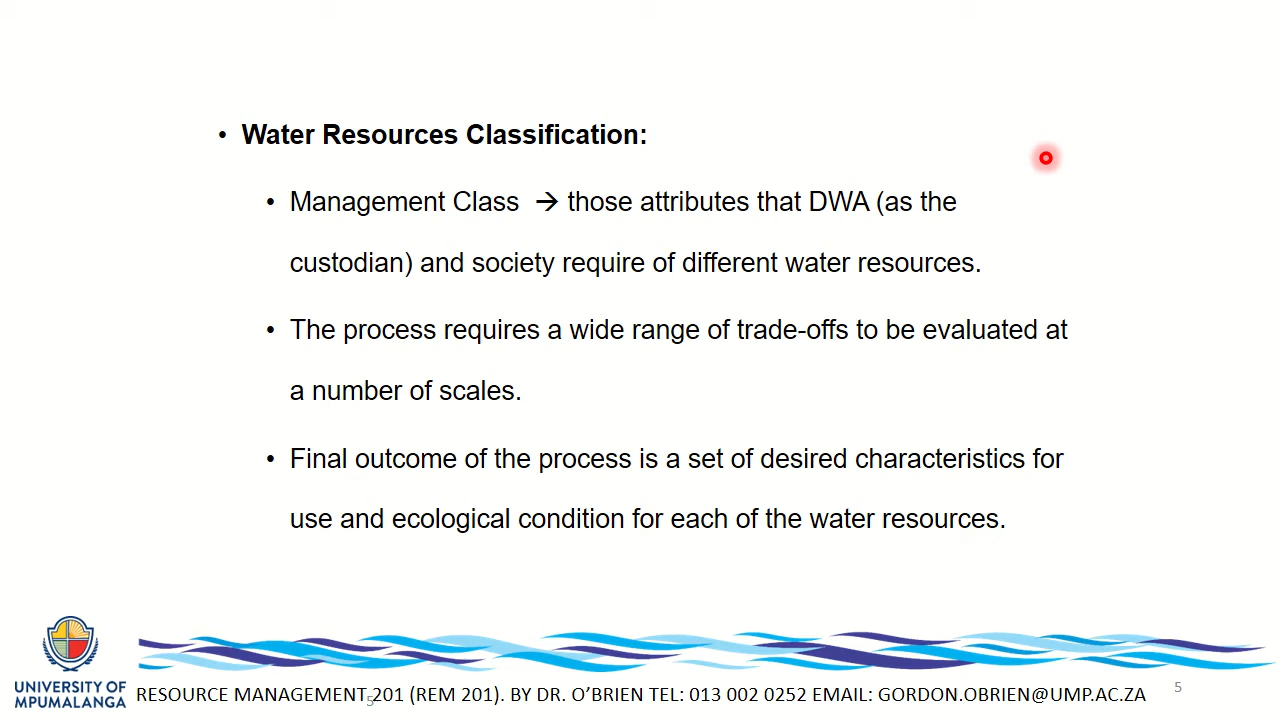 • Water Resources Classification:
• Management Class → those attributes that DWA (as the
custodian) and society require of different water resources.
• The process requires a wide range of trade-offs to be evaluated at
a number of scales.
• Final outcome of the process is a set of desired characteristics for
use and ecological condition for each of the water resources.
UNIVERSITY OF
MPUMALANGA
RESOURCE MANAGEMENT 201 (REM 201). BY DR. O’BRIEN TEL: 013 002 0252 EMAIL: GORDON.OBRIEN@UMP.AC.ZA
5
5